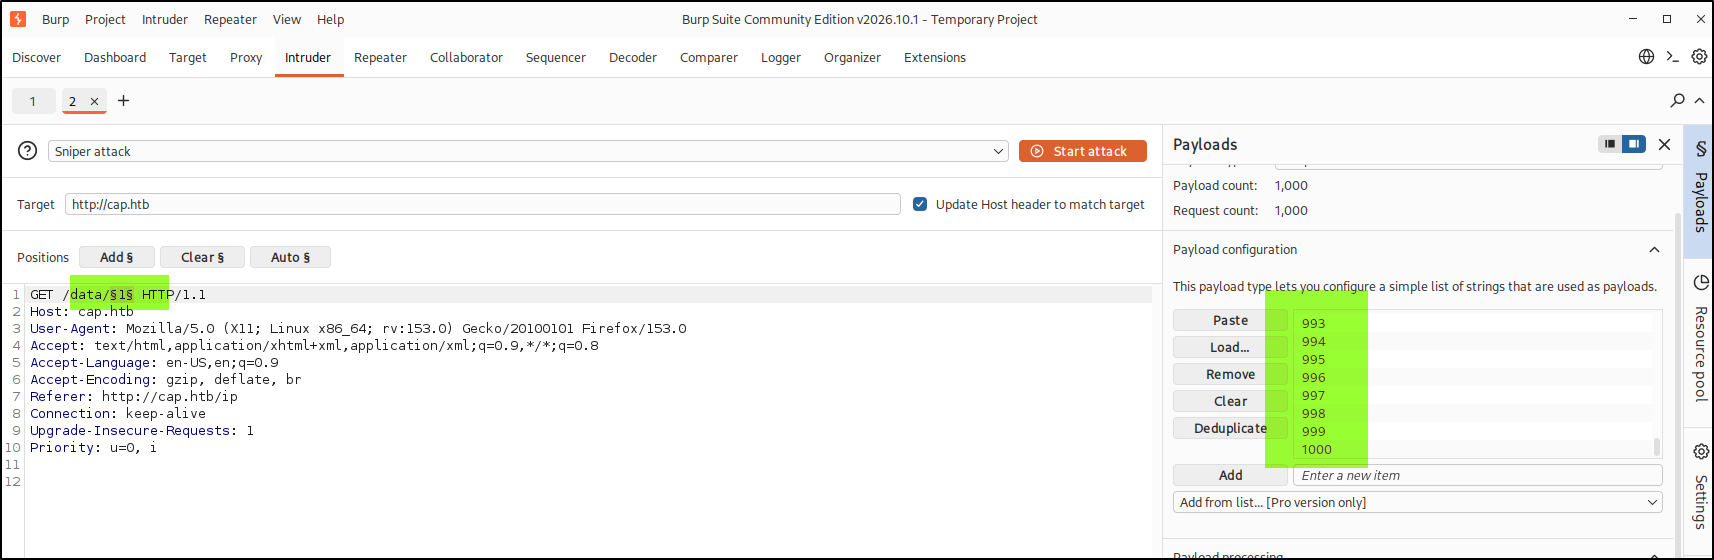 Burp Project Intruder Repeater View Help
Burp Suite Community Edition v2026.10.1 - Temporary Project
Discover Dashboard Target Proxy Intruder Repeater Collaborator Sequencer Decoder Comparer Logger Organizer Extensions
1 2 × +
Sniper attack
Start attack
Target http://cap.htb
Update Host header to match target
Positions Add § Clear § Auto §
1 GET /data/§1§ HTTP/1.1
2 Host: cap.htb
3 User-Agent: Mozilla/5.0 (X11; Linux x86_64; rv:153.0) Gecko/20100101 Firefox/153.0
4 Accept: text/html,application/xhtml+xml,application/xml;q=0.9,*/*;q=0.8
5 Accept-Language: en-US,en;q=0.9
6 Accept-Encoding: gzip, deflate, br
7 Referer: http://cap.htb/ip
8 Connection: keep-alive
9 Upgrade-Insecure-Requests: 1
10 Priority: u=0, i
11
12
Payloads
Payload count: 1,000
Request count: 1,000
Payload configuration
This payload type lets you configure a simple list of strings that are used as payloads.
Paste
Load...
Remove
Clear
Deduplicate
993
994
995
996
997
998
999
1000
Add Enter a new item
Add from list... [Pro version only]
Payload processing
§ Payloads
Resource pool
Settings